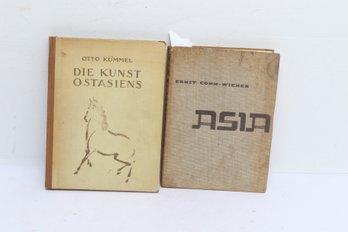 OTTO KÜMMEL
DIE KUNST
OSTASIENS
ERNST COHN-WIENER
ASIA